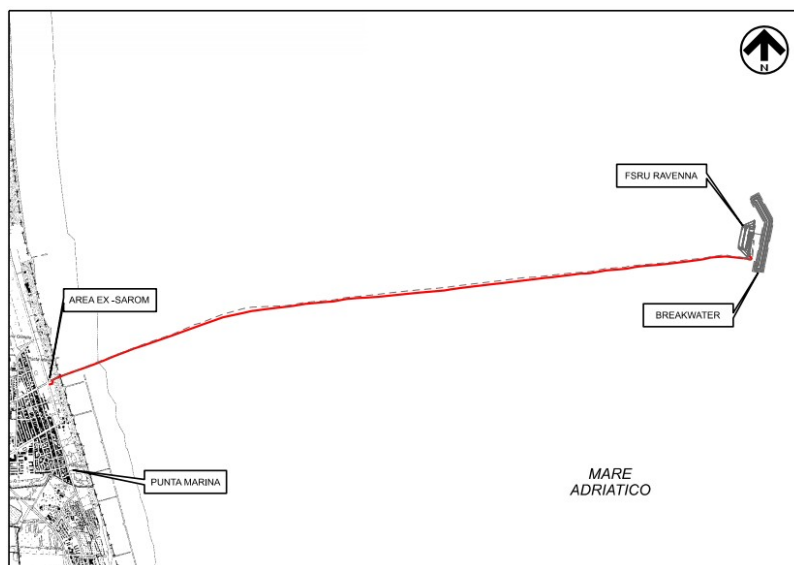 N
FSRU RAVENNA
AREA EX -SAROM
BREAKWATER
PUNTA MARINA
MARE
ADRIATICO